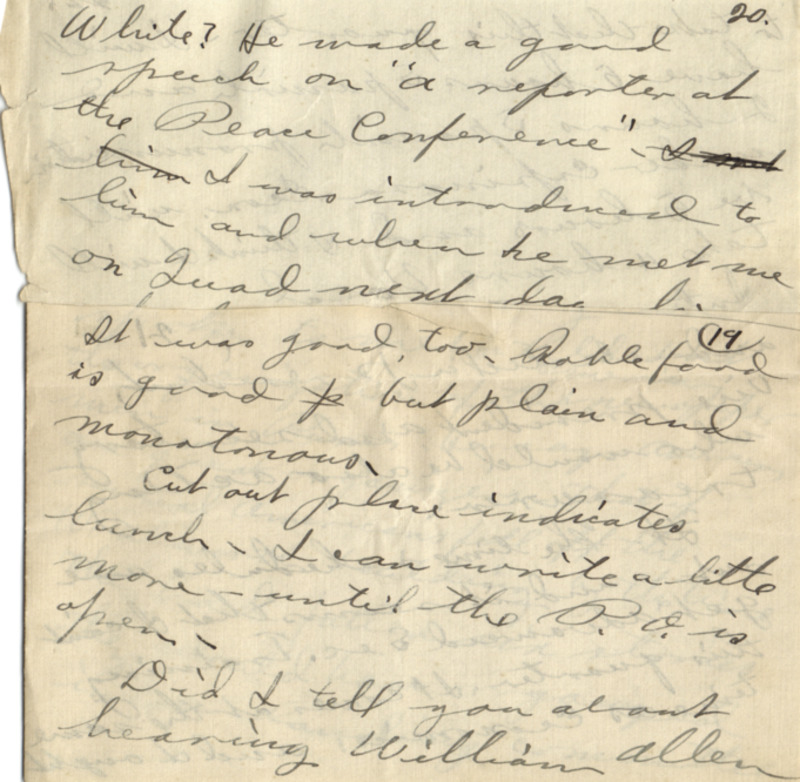 20.
White? He made a good
speech on "a reporter at
the Peace Conference" - I met
him I was introduced to
him and when he met me
on Quad next
19
It was good, too. Roble food
is good but plain and
monotonous.
Cut out place indicates
lunch - I can write a little
more - until the P.O. is
open -
Did I tell you about
hearing William Allen